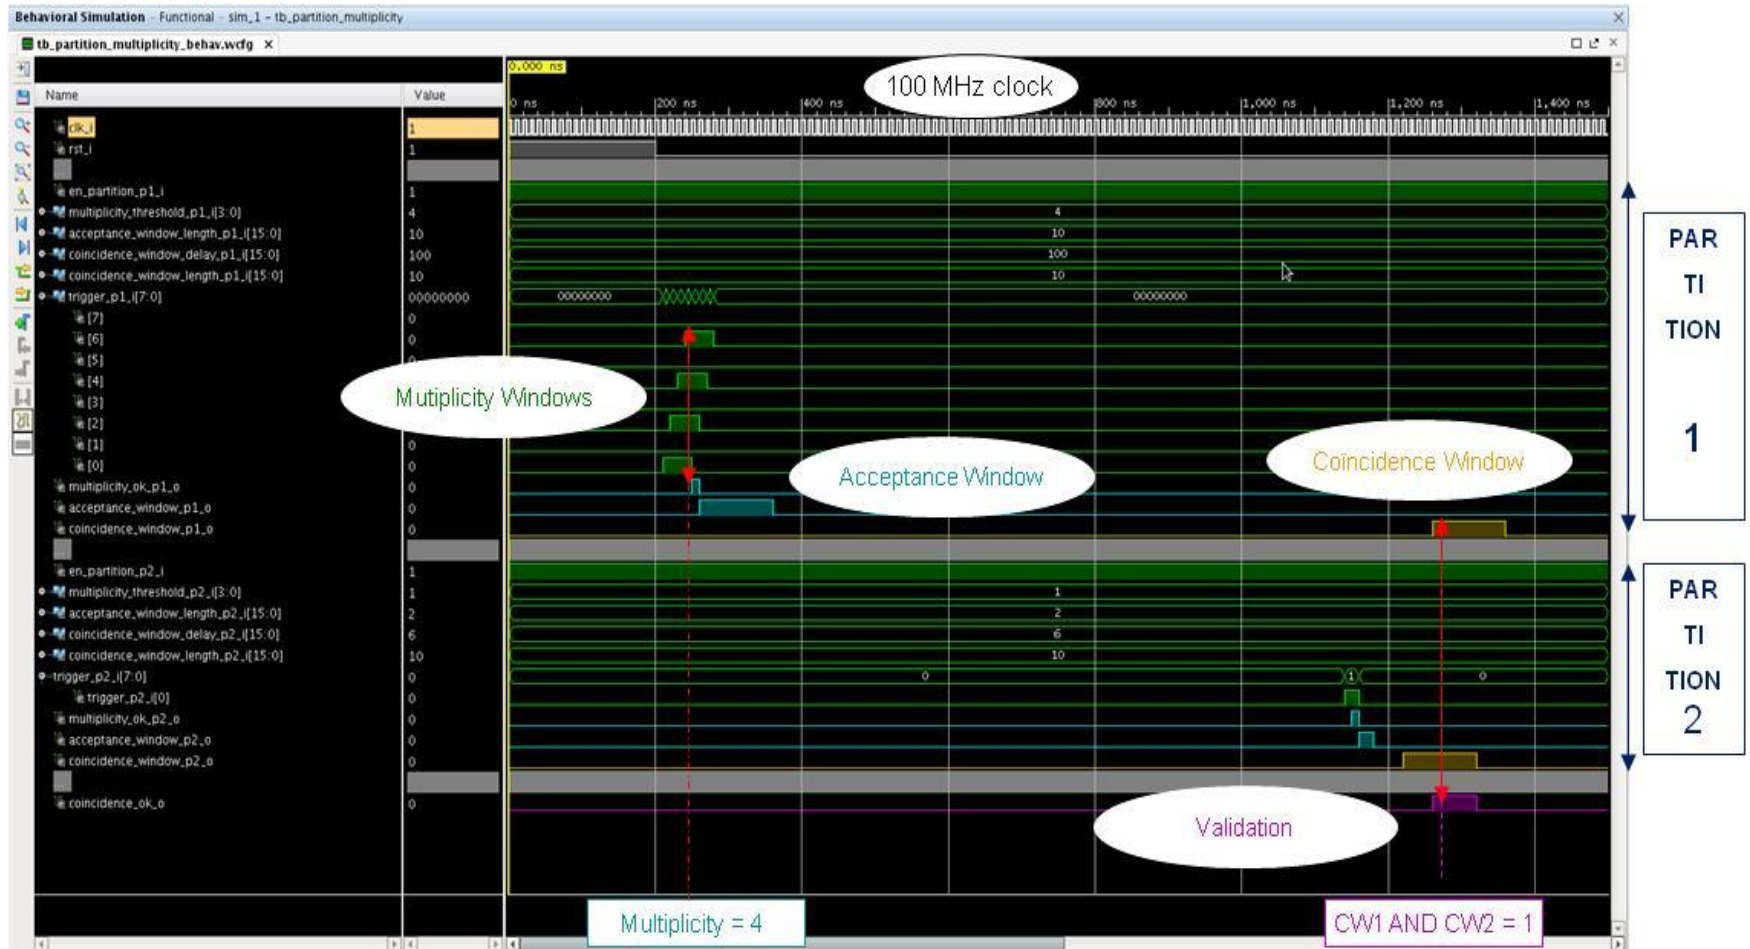 Behavioral Simulation - Functional - sim_1 - tb_partition_multiplicity
tb_partition_multiplicity_behav.wcfg
0.000 ns
100 MHz clock
Name Value
0 ns 200 ns 400 ns 800 ns 1,000 ns 1,200 ns 1,400 ns
clk_i 1
rst_i 1
en_partition_p1_i 1
multiplicity_threshold_p1_i[3:0] 4 4
acceptance_window_length_p1_i[15:0] 10 10
coincidence_window_delay_p1_i[15:0] 100 100
coincidence_window_length_p1_i[15:0] 10 10
trigger_p1_i[7:0] 00000000 00000000 00000000
[7] 0
[6] 0
[5] 0
[4]
[3]
[2]
[1] 0
[0] 0
multiplicity_ok_p1_o 0
acceptance_window_p1_o 0
coincidence_window_p1_o 0
Mutiplicity Windows
Acceptance Window
Coïncidence Window
en_partition_p2_i 1
multiplicity_threshold_p2_i[3:0] 1 1
acceptance_window_length_p2_i[15:0] 2 2
coincidence_window_delay_p2_i[15:0] 6 6
coincidence_window_length_p2_i[15:0] 10 10
trigger_p2_i[7:0] 0 0 1 0
trigger_p2_i[0] 0
multiplicity_ok_p2_o 0
acceptance_window_p2_o 0
coincidence_window_p2_o 0
coincidence_ok_o 0
Validation
Multiplicity = 4
CW1 AND CW2 = 1
PAR
TI
TION
1
PAR
TI
TION
2